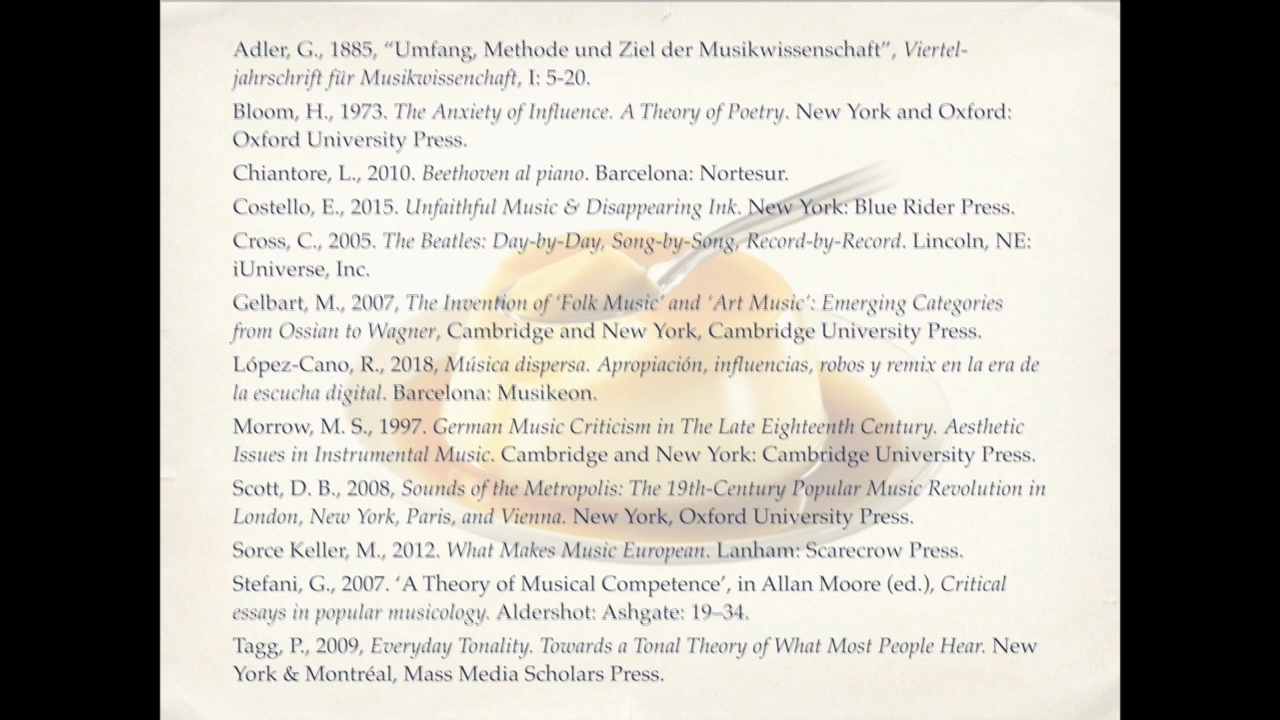 Adler, G., 1885, “Umfang, Methode und Ziel der Musikwissenschaft”, Viertel-
jahrschrift für Musikwissenchaft, I: 5-20.
Bloom, H., 1973. The Anxiety of Influence. A Theory of Poetry. New York and Oxford:
Oxford University Press.
Chiantore, L., 2010. Beethoven al piano. Barcelona: Nortesur.
Costello, E., 2015. Unfaithful Music & Disappearing Ink. New York: Blue Rider Press.
Cross, C., 2005. The Beatles: Day-by-Day, Song-by-Song, Record-by-Record. Lincoln, NE:
iUniverse, Inc.
Gelbart, M., 2007, The Invention of ‘Folk Music’ and ‘Art Music’: Emerging Categories
from Ossian to Wagner, Cambridge and New York, Cambridge University Press.
López-Cano, R., 2018, Música dispersa. Apropiación, influencias, robos y remix en la era de
la escucha digital. Barcelona: Musikeon.
Morrow, M. S., 1997. German Music Criticism in The Late Eighteenth Century. Aesthetic
Issues in Instrumental Music. Cambridge and New York: Cambridge University Press.
Scott, D. B., 2008, Sounds of the Metropolis: The 19th-Century Popular Music Revolution in
London, New York, Paris, and Vienna. New York, Oxford University Press.
Sorce Keller, M., 2012. What Makes Music European. Lanham: Scarecrow Press.
Stefani, G., 2007. ‘A Theory of Musical Competence’, in Allan Moore (ed.), Critical
essays in popular musicology. Aldershot: Ashgate: 19–34.
Tagg, P., 2009, Everyday Tonality. Towards a Tonal Theory of What Most People Hear. New
York & Montréal, Mass Media Scholars Press.